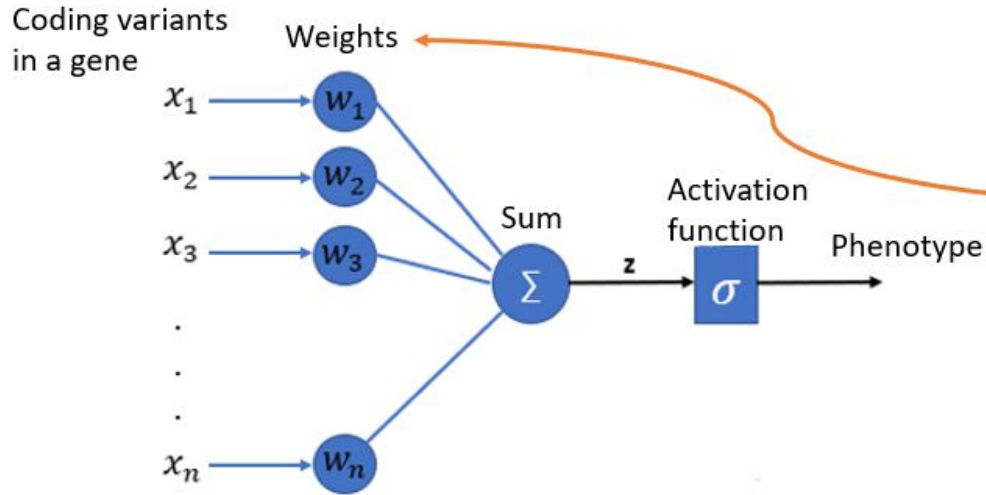 Coding variants
in a gene
Weights
x₁
w₁
x₂
w₂
x₃
w₃
.
.
.
xₙ
wₙ
Sum
Σ
z
Activation
function
σ
Phenotype